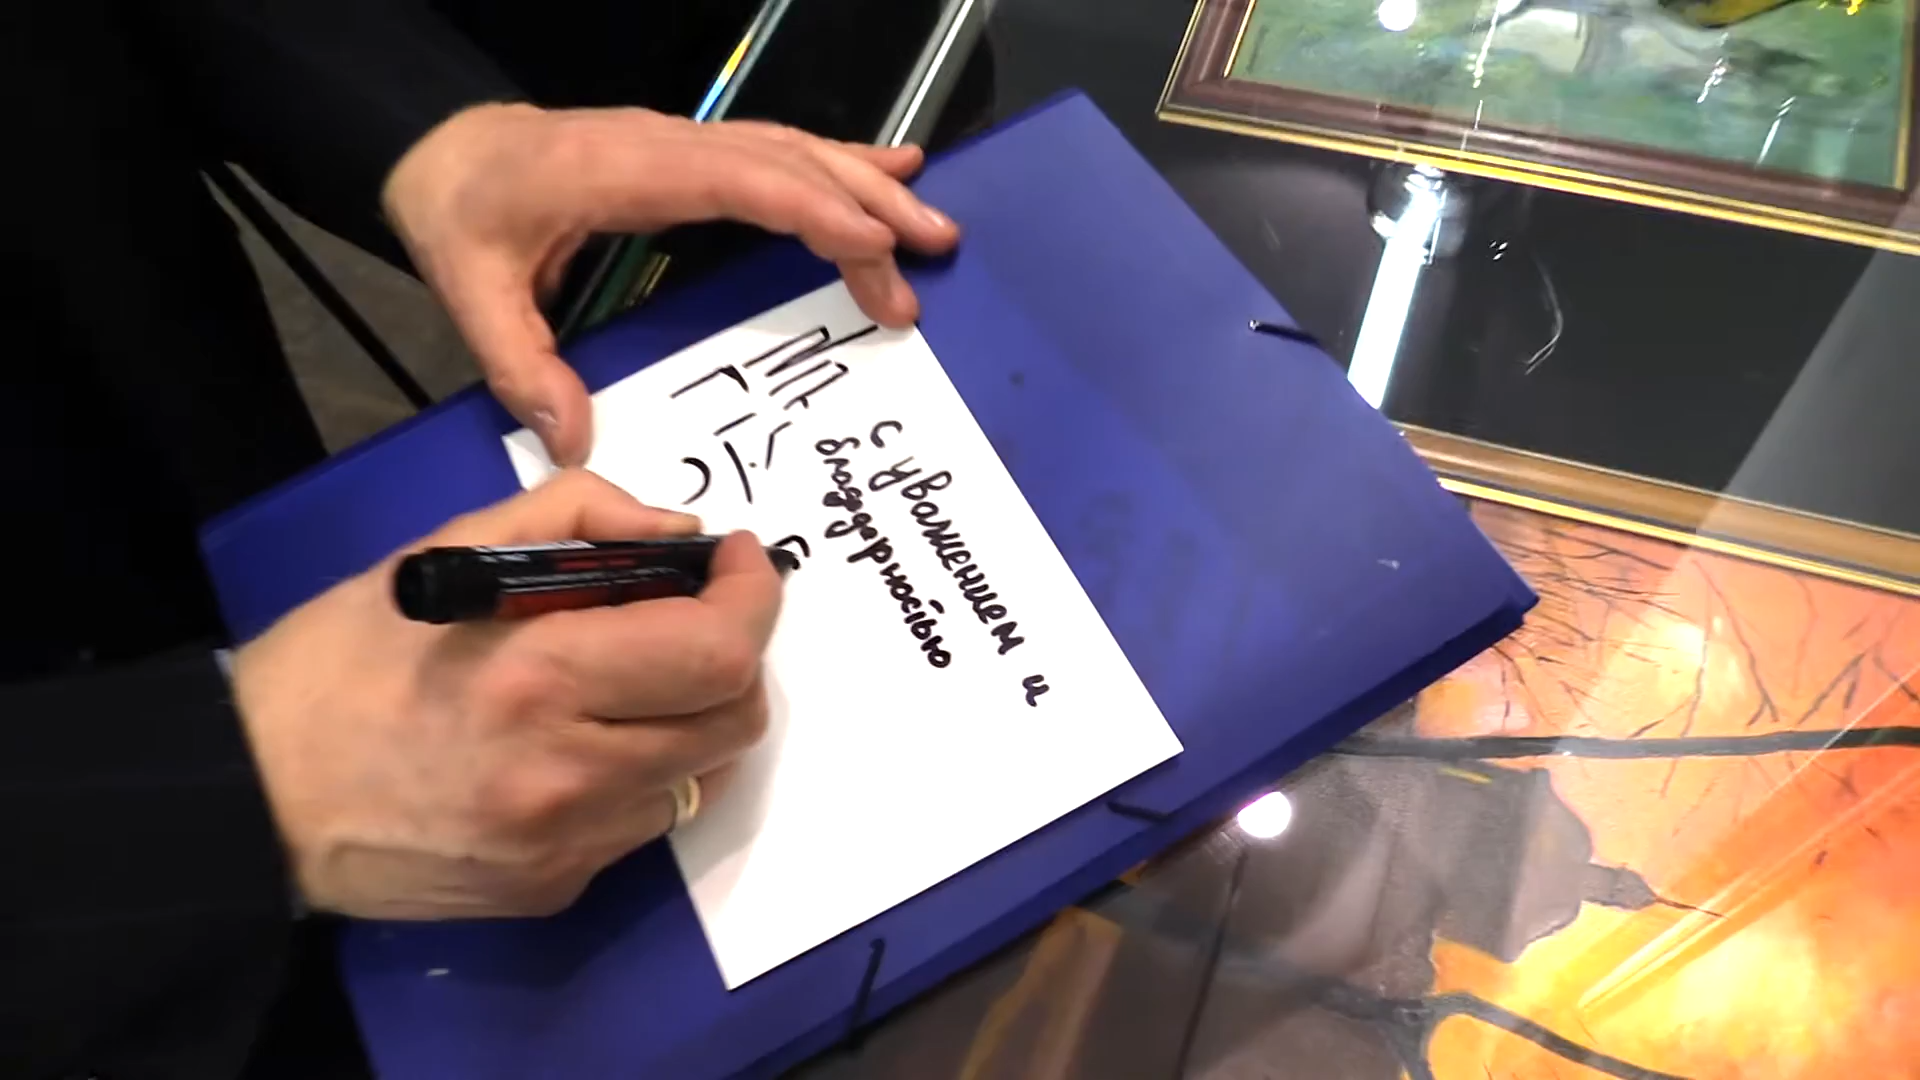 с уважением и
благодарностью